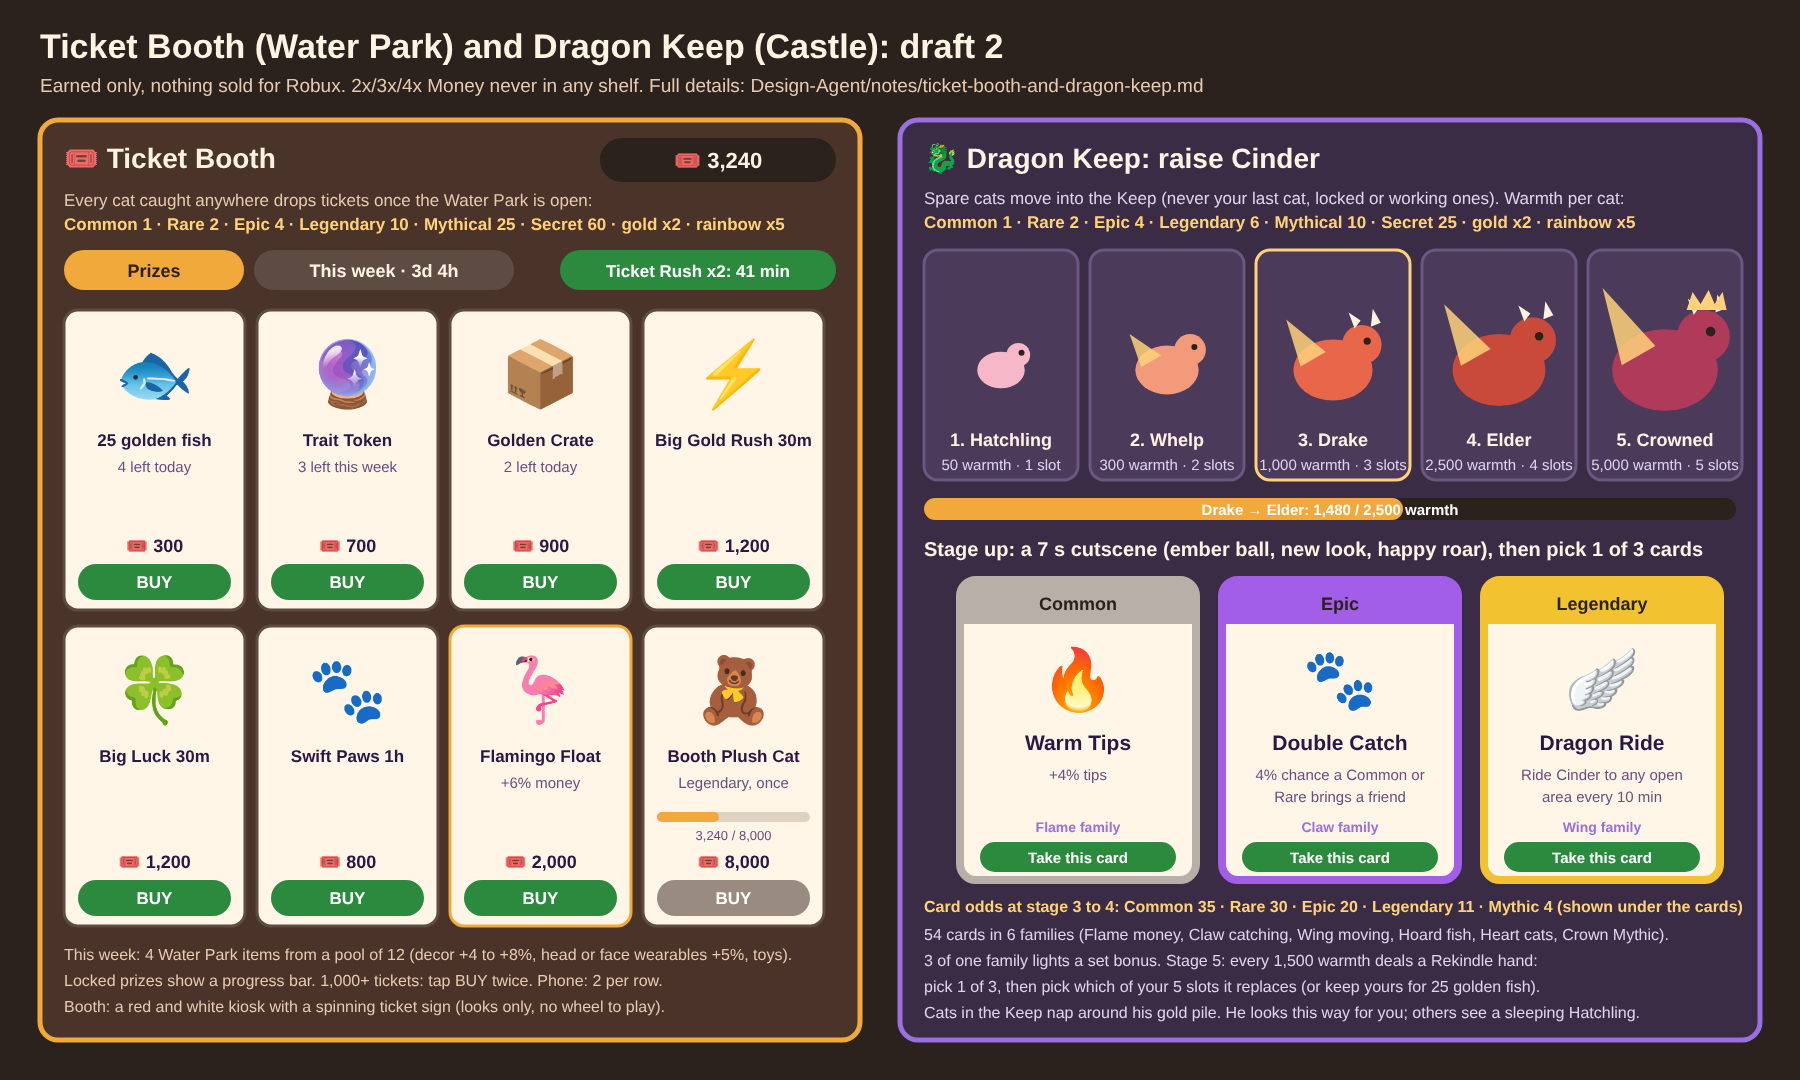 Ticket Booth (Water Park) and Dragon Keep (Castle): draft 2
Earned only, nothing sold for Robux. 2x/3x/4x Money never in any shelf. Full details: Design-Agent/notes/ticket-booth-and-dragon-keep.md
Ticket Booth
3,240
Every cat caught anywhere drops tickets once the Water Park is open:
Common 1 · Rare 2 · Epic 4 · Legendary 10 · Mythical 25 · Secret 60 · gold x2 · rainbow x5
Prizes
This week · 3d 4h
Ticket Rush x2: 41 min
25 golden fish
4 left today
300
BUY
Trait Token
3 left this week
700
BUY
Golden Crate
2 left today
900
BUY
Big Gold Rush 30m
1,200
BUY
Big Luck 30m
1,200
BUY
Swift Paws 1h
800
BUY
Flamingo Float
+6% money
2,000
BUY
Booth Plush Cat
Legendary, once
3,240 / 8,000
8,000
BUY
This week: 4 Water Park items from a pool of 12 (decor +4 to +8%, head or face wearables +5%, toys).
Locked prizes show a progress bar. 1,000+ tickets: tap BUY twice. Phone: 2 per row.
Booth: a red and white kiosk with a spinning ticket sign (looks only, no wheel to play).
Dragon Keep: raise Cinder
Spare cats move into the Keep (never your last cat, locked or working ones). Warmth per cat:
Common 1 · Rare 2 · Epic 4 · Legendary 6 · Mythical 10 · Secret 25 · gold x2 · rainbow x5
1. Hatchling
50 warmth · 1 slot
2. Whelp
300 warmth · 2 slots
3. Drake
1,000 warmth · 3 slots
4. Elder
2,500 warmth · 4 slots
5. Crowned
5,000 warmth · 5 slots
Drake → Elder: 1,480 / 2,500 warmth
Stage up: a 7 s cutscene (ember ball, new look, happy roar), then pick 1 of 3 cards
Common
Warm Tips
+4% tips
Flame family
Take this card
Epic
Double Catch
4% chance a Common or
Rare brings a friend
Claw family
Take this card
Legendary
Dragon Ride
Ride Cinder to any open
area every 10 min
Wing family
Take this card
Card odds at stage 3 to 4: Common 35 · Rare 30 · Epic 20 · Legendary 11 · Mythic 4 (shown under the cards)
54 cards in 6 families (Flame money, Claw catching, Wing moving, Hoard fish, Heart cats, Crown Mythic).
3 of one family lights a set bonus. Stage 5: every 1,500 warmth deals a Rekindle hand:
pick 1 of 3, then pick which of your 5 slots it replaces (or keep yours for 25 golden fish).
Cats in the Keep nap around his gold pile. He looks this way for you; others see a sleeping Hatchling.